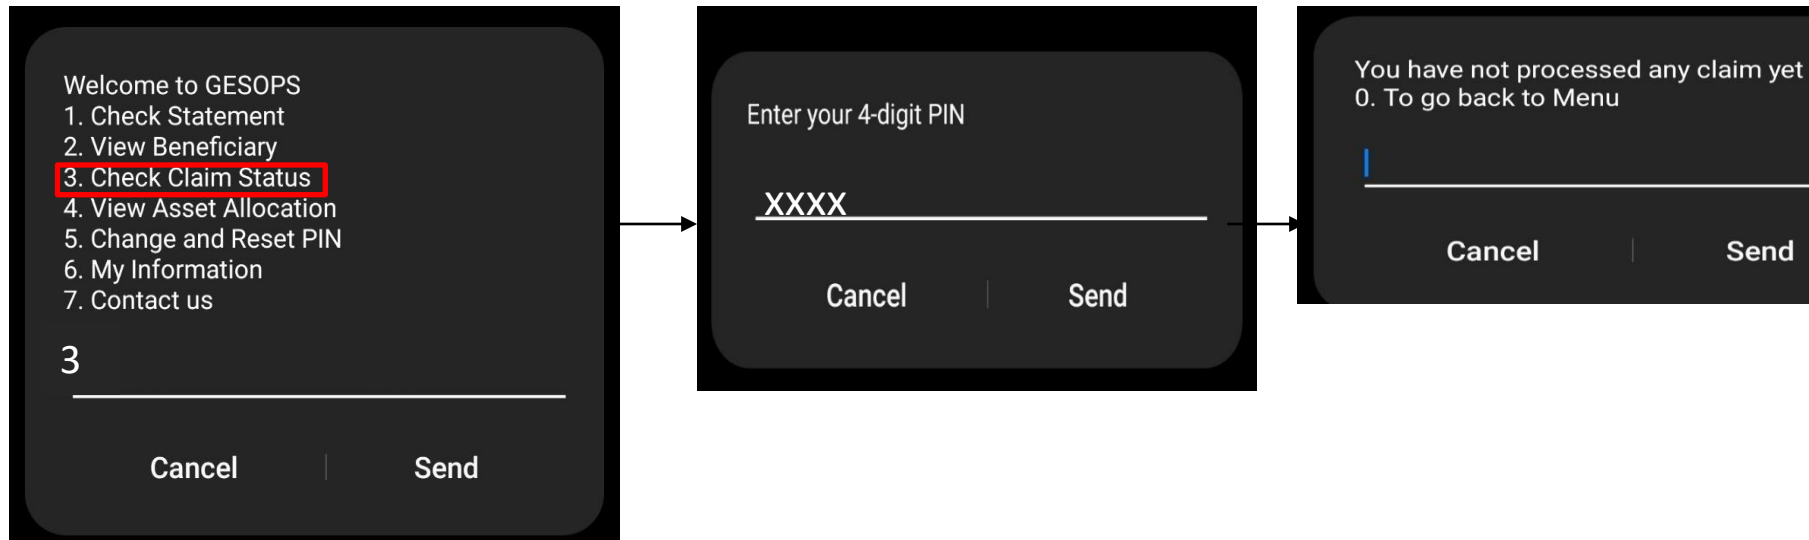 Welcome to GESOPS
1. Check Statement
2. View Beneficiary
3. Check Claim Status
4. View Asset Allocation
5. Change and Reset PIN
6. My Information
7. Contact us
3
Cancel
Send
Enter your 4-digit PIN
XXXX
Cancel
Send
You have not processed any claim yet
0. To go back to Menu
Cancel
Send